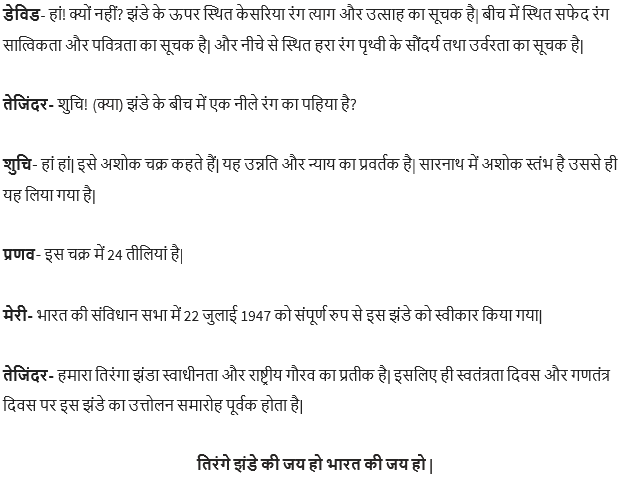 डेविड- हां! क्यों नहीं? झंडे के ऊपर स्थित केसरिया रंग त्याग और उत्साह का सूचक है| बीच में स्थित सफेद रंग
सात्विकता और पवित्रता का सूचक है| और नीचे से स्थित हरा रंग पृथ्वी के सौंदर्य तथा उर्वरता का सूचक है|
तेजिंदर- शुचि! (क्या) झंडे के बीच में एक नीले रंग का पहिया है?
शुचि- हां हां| इसे अशोक चक्र कहते हैं| यह उन्नति और न्याय का प्रवर्तक है| सारनाथ में अशोक स्तंभ है उससे ही
यह लिया गया है|
प्रणव- इस चक्र में 24 तीलियां है|
मेरी- भारत की संविधान सभा में 22 जुलाई 1947 को संपूर्ण रुप से इस झंडे को स्वीकार किया गया|
तेजिंदर- हमारा तिरंगा झंडा स्वाधीनता और राष्ट्रीय गौरव का प्रतीक है| इसलिए ही स्वतंत्रता दिवस और गणतंत्र
दिवस पर इस झंडे का उत्तोलन समारोह पूर्वक होता है|
तिरंगे झंडे की जय हो भारत की जय हो |